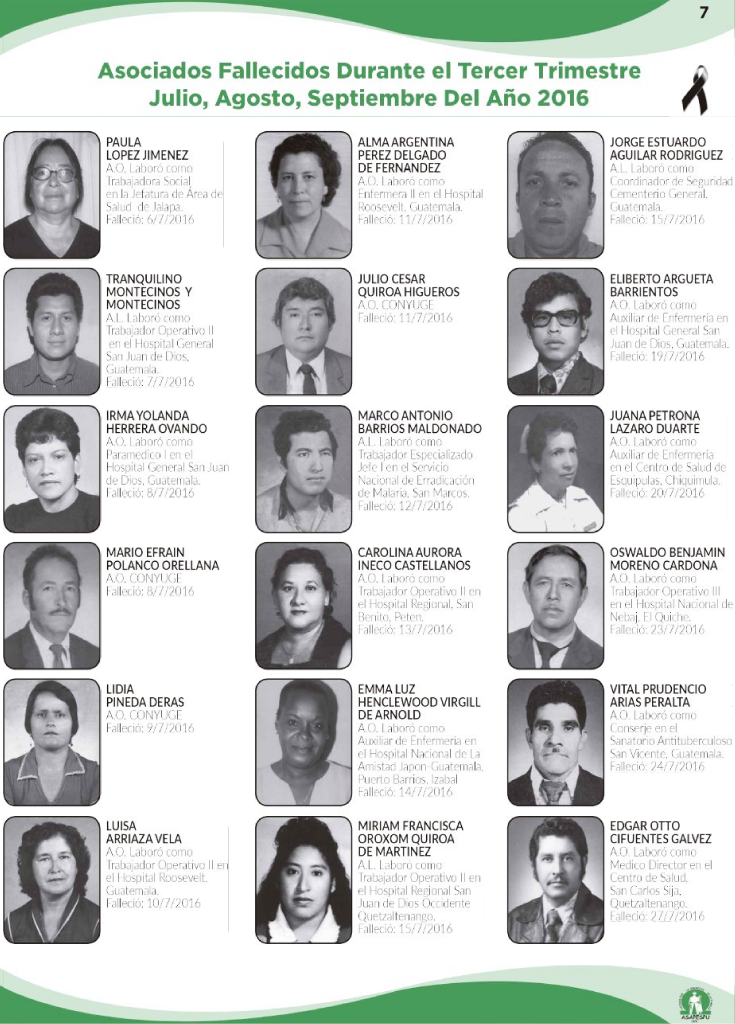 7
Asociados Fallecidos Durante el Tercer Trimestre
Julio, Agosto, Septiembre Del Año 2016
PAULA
LOPEZ JIMENEZ
A.O. Laboró como
Trabajadora Social
en la Jefatura de Área de
Salud de Jalapa.
Falleció: 6/7/2016
TRANQUILINO
MONTECINOS Y
MONTECINOS
A.L. Laboró como
Trabajador Operativo II
en el Hospital General
San Juan de Dios,
Guatemala.
Falleció: 7/7/2016
IRMA YOLANDA
HERRERA OVANDO
A.O. Laboró como
Paramedico I en el
Hospital General San Juan
de Dios, Guatemala.
Falleció: 8/7/2016
MARIO EFRAIN
POLANCO ORELLANA
A.O. CONYUGE
Falleció: 8/7/2016
LIDIA
PINEDA DERAS
A.O. CONYUGE
Falleció: 9/7/2016
LUISA
ARRIAZA VELA
A.O. Laboró como
Trabajador Operativo II en
el Hospital Roosevelt,
Guatemala.
Falleció: 10/7/2016
ALMA ARGENTINA
PEREZ DELGADO
DE FERNANDEZ
A.O. Laboró como
Enfermera II en el Hospital
Roosevelt, Guatemala.
Falleció: 11/7/2016
JULIO CESAR
QUIROA HIGUEROS
A.O. CONYUGE
Falleció: 11/7/2016
MARCO ANTONIO
BARRIOS MALDONADO
A.L. Laboró como
Trabajador Especializado
Jefe I en el Servicio
Nacional de Erradicación
de Malaria, San Marcos.
Falleció: 12/7/2016
CAROLINA AURORA
INECO CASTELLANOS
A.O. Laboró como
Trabajador Operativo II en
el Hospital Regional, San
Benito, Peten.
Falleció: 13/7/2016
EMMA LUZ
HENCLEWOOD VIRGILL
DE ARNOLD
A.O. Laboró como
Auxiliar de Enfermería en
el Hospital Nacional de La
Amistad Japon-Guatemala,
Puerto Barrios, Izabal
Falleció: 14/7/2016
MIRIAM FRANCISCA
OROXOM QUIROA
DE MARTINEZ
A.L. Laboró como
Trabajador Operativo II en
el Hospital Regional San
Juan de Dios Occidente
Quetzaltenango.
Falleció: 15/7/2016
JORGE ESTUARDO
AGUILAR RODRIGUEZ
A.L. Laboró como
Coordinador de Seguridad
Cementerio General,
Guatemala.
Falleció: 15/7/2016
ELIBERTO ARGUETA
BARRIENTOS
A.O. Laboró como
Auxiliar de Enfermería en
el Hospital General San
Juan de Dios, Guatemala.
Falleció: 19/7/2016
JUANA PETRONA
LAZARO DUARTE
A.O. Laboró como
Auxiliar de Enfermería
en el Centro de Salud de
Esquipulas, Chiquimula.
Falleció: 20/7/2016
OSWALDO BENJAMIN
MORENO CARDONA
A.O. Laboró como
Trabajador Operativo III
en el Hospital Nacional de
Nebaj, El Quiche.
Falleció: 23/7/2016
VITAL PRUDENCIO
ARIAS PERALTA
A.O. Laboró como
Conserje en el
Sanatorio Antituberculoso
San Vicente, Guatemala.
Falleció: 24/7/2016
EDGAR OTTO
CIFUENTES GALVEZ
A.O. Laboró como
Medico Director en el
Centro de Salud,
San Carlos Sija,
Quetzaltenango.
Falleció: 27/7/2016